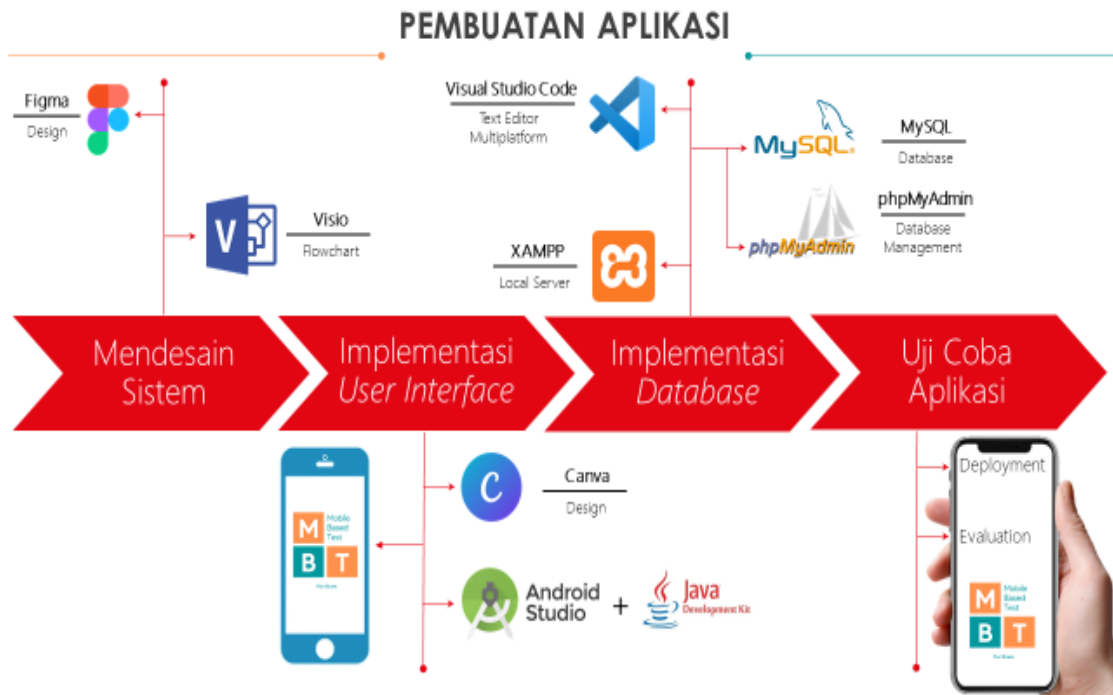 PEMBUATAN APLIKASI
Figma
Design
Visio
Flowchart
Visual Studio Code
Text Editor
Multiplatform
XAMPP
Local Server
MySQL
MySQL
Database
phpMyAdmin
phpMyAdmin
Database
Management
V
Mendesain
Sistem
Implementasi
User Interface
Implementasi
Database
Uji Coba
Aplikasi
M
Mobile
Based
Test
B T
C
Canva
Design
Android
Studio
+
Java
Development Kit
Deployment
Evaluation
M
Mobile
Based
Test
B T